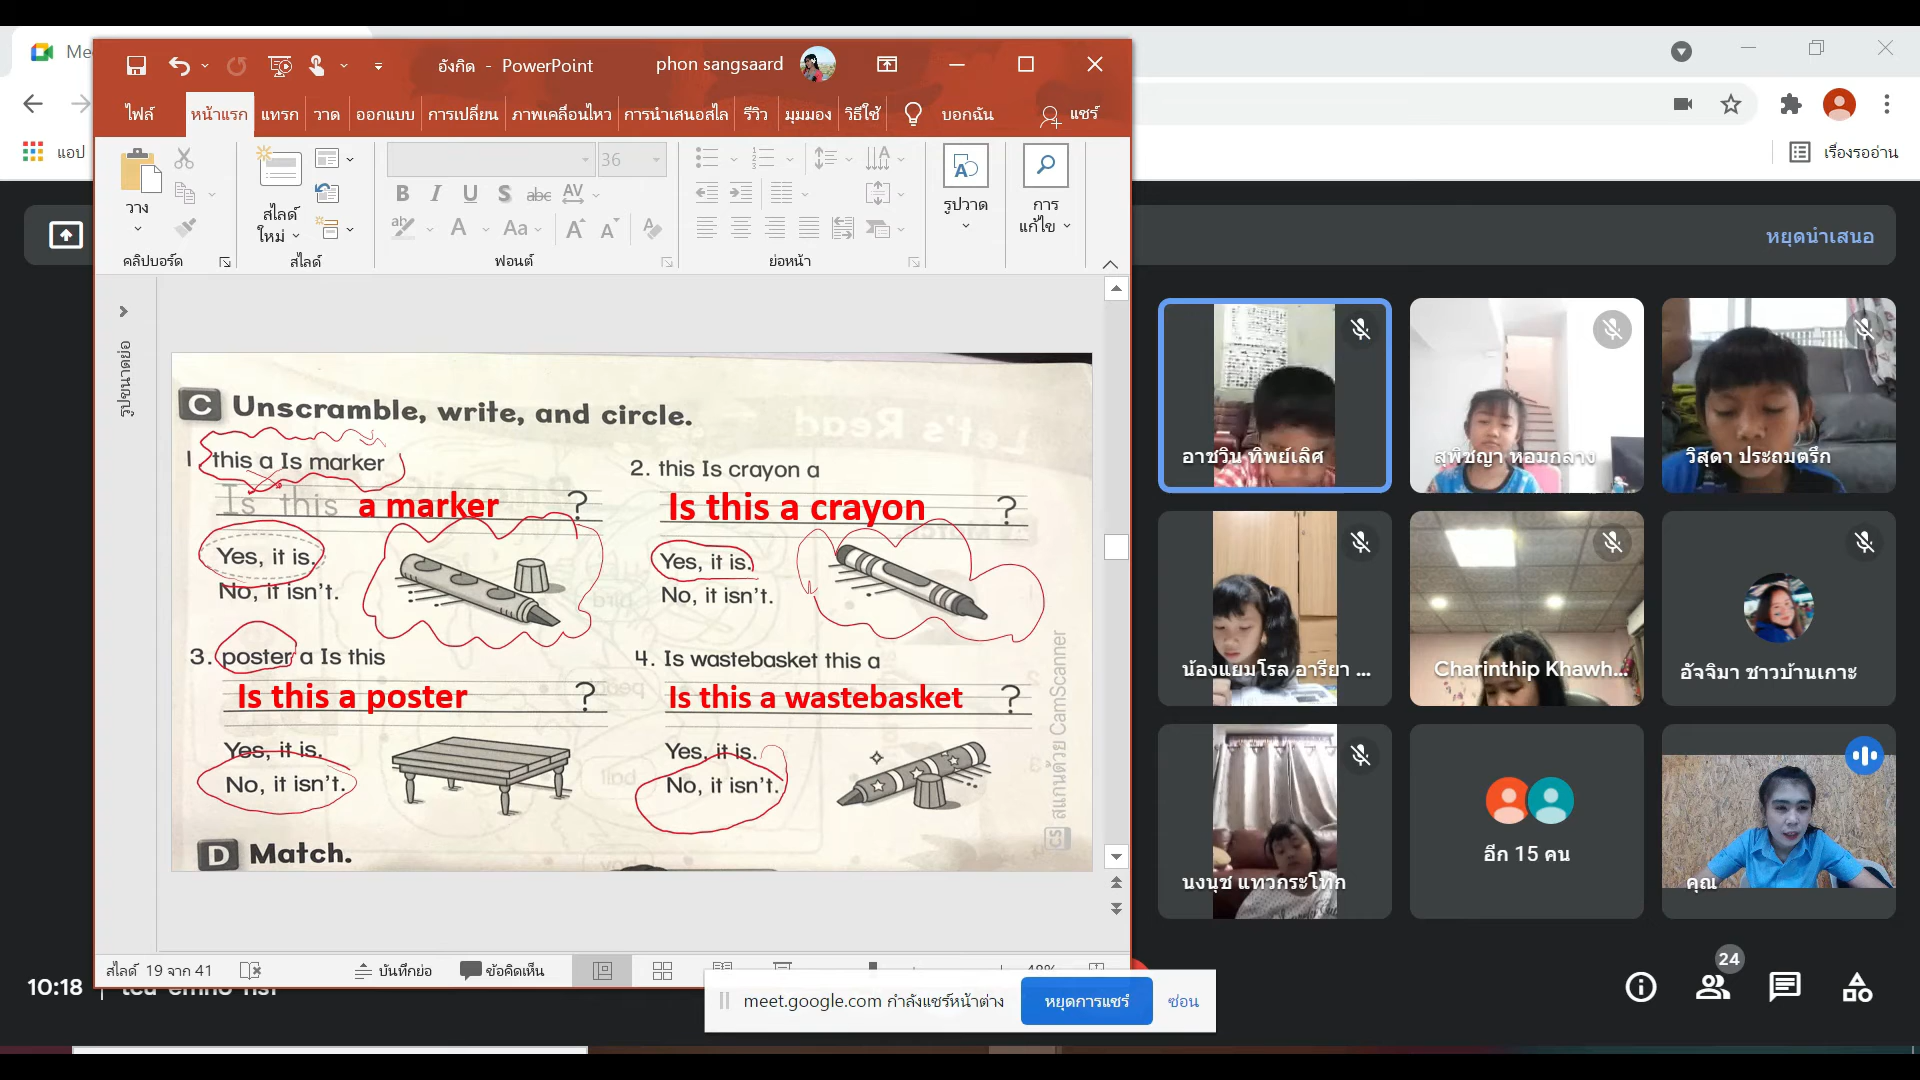 Me
อังกิด - PowerPoint
phon sangsaard
ไฟล์ หน้าแรก แทรก วาด ออกแบบ การเปลี่ยน ภาพเคลื่อนไหว การนำเสนอสไล รีวิว มุมมอง วิธีใช้ บอกฉัน แชร์
แอป
เรื่องรออ่าน
36
วาง
สไลด์
ใหม่
รูปวาด
การ
แก้ไข
คลิปบอร์ด สไลด์ ฟอนต์ ย่อหน้า
หยุดนำเสนอ
C Unscramble, write, and circle.
1. this a Is marker
Is this a marker ?
Yes, it is.
No, it isn't.
2. this Is crayon a
Is this a crayon ?
Yes, it is.
No, it isn't.
3. poster a Is this
Is this a poster ?
Yes, it is.
No, it isn't.
4. Is wastebasket this a
Is this a wastebasket ?
Yes, it is.
No, it isn't.
D Match.
CS สแกนด้วย CamScanner
อาชวิน ทิพย์เลิศ
สุพิชญา หอมกลาง
วิสุดา ประถมตรึก
น้องแยมโรล อารียา ...
Charinthip Khawh...
อัจจิมา ชาวบ้านเกาะ
นงนุช แทวกระโทก
อีก 15 คน
คุณ
สไลด์ 19 จาก 41
บันทึกย่อ
ข้อคิดเห็น
48%
10:18
24
meet.google.com กำลังแชร์หน้าต่าง
หยุดการแชร์
ซ่อน